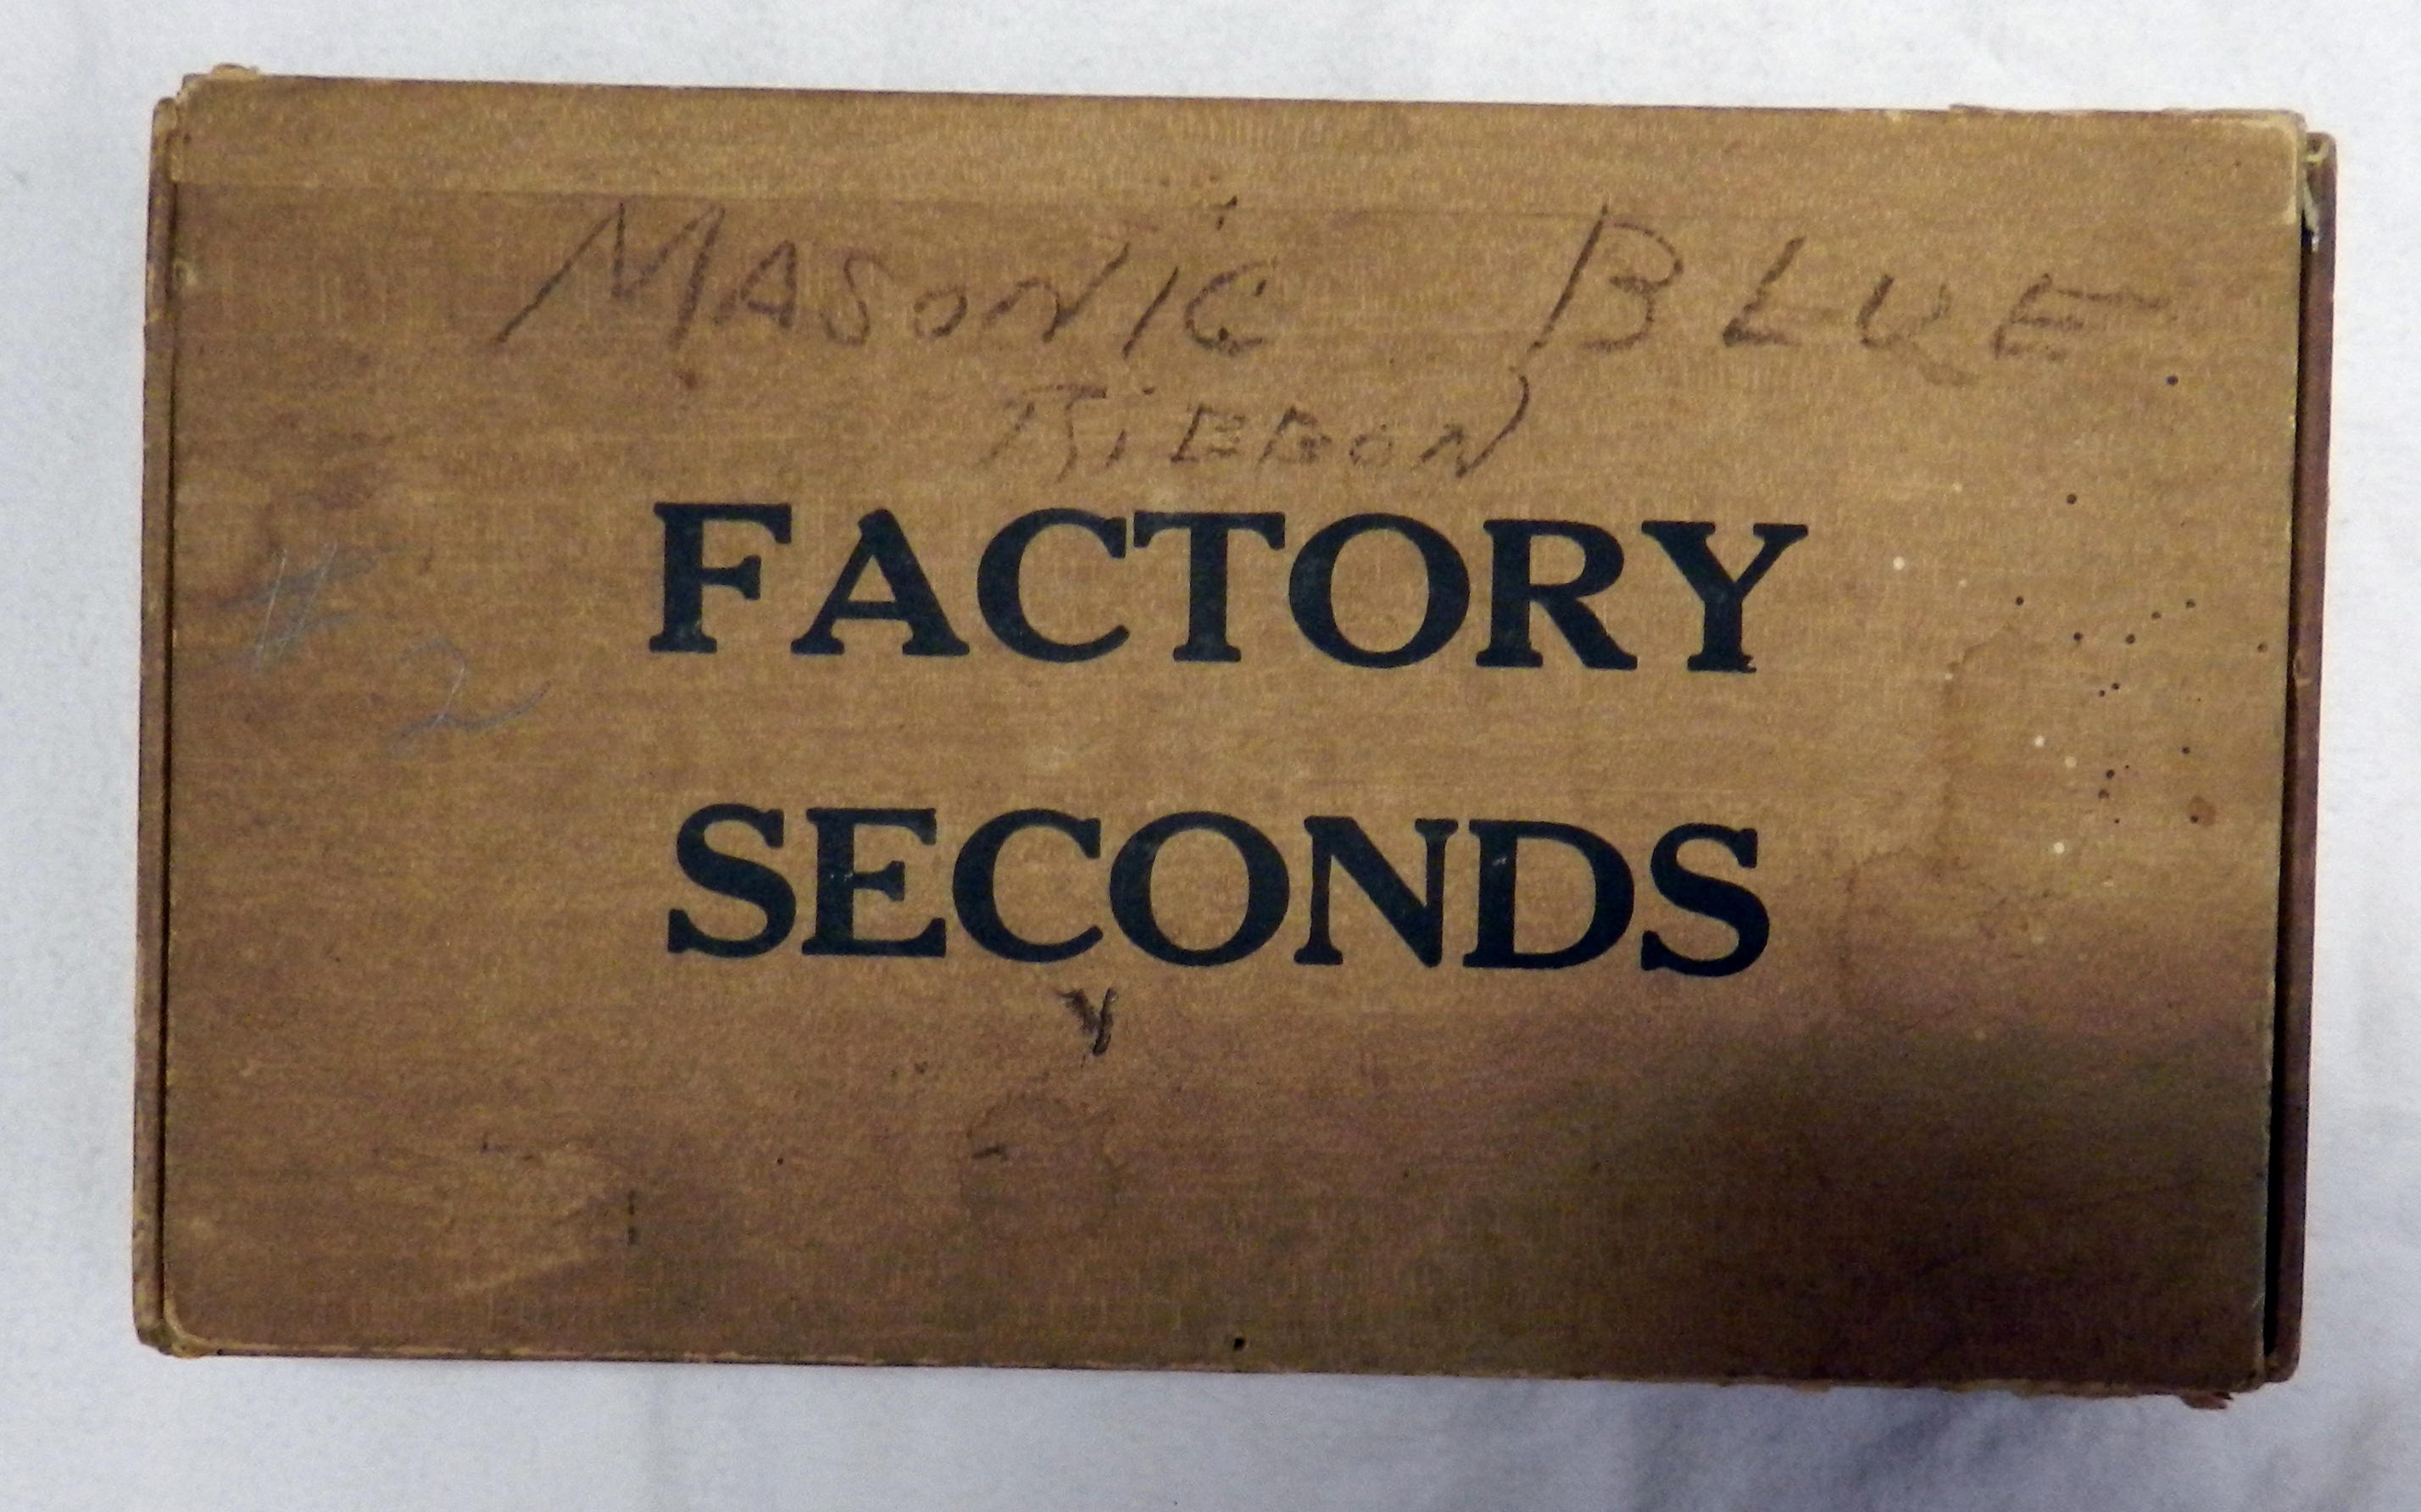 MASONIC BLUE
RIBBON
FACTORY
# 2
SECONDS